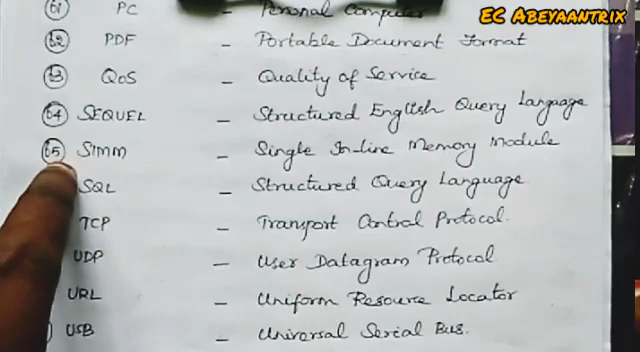 EC ABEYAANTRIX
61 PC - Personal Computer
62 PDF - Portable Document Format
63 QoS - Quality of Service
64 SEQUEL - Structured English Query Language
65 SIMM - Single In-line Memory Module
SQL - Structured Query Language
TCP - Transport Control Protocol.
UDP - User Datagram Protocol
URL - Uniform Resource Locator
USB - Universal Serial Bus.